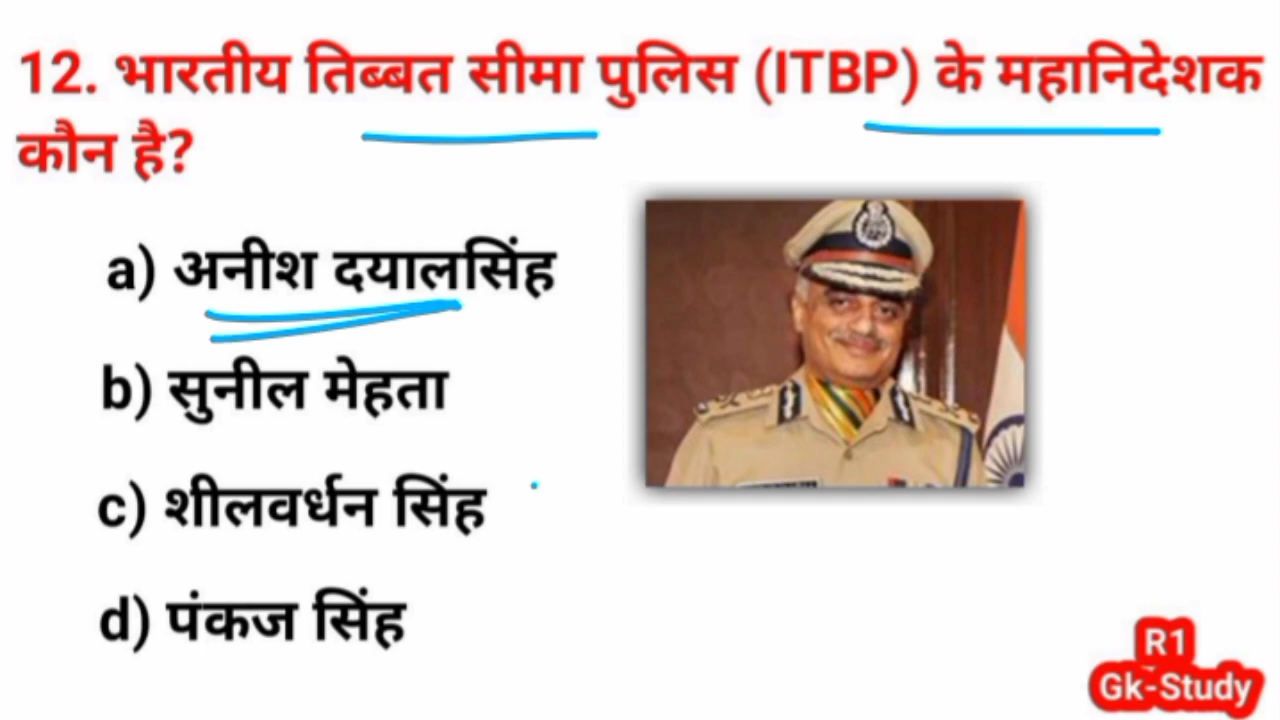 12. भारतीय तिब्बत सीमा पुलिस (ITBP) के महानिदेशक
कौन है?
a) अनीश दयालसिंह
b) सुनील मेहता
c) शीलवर्धन सिंह
d) पंकज सिंह
R1
Gk-Study